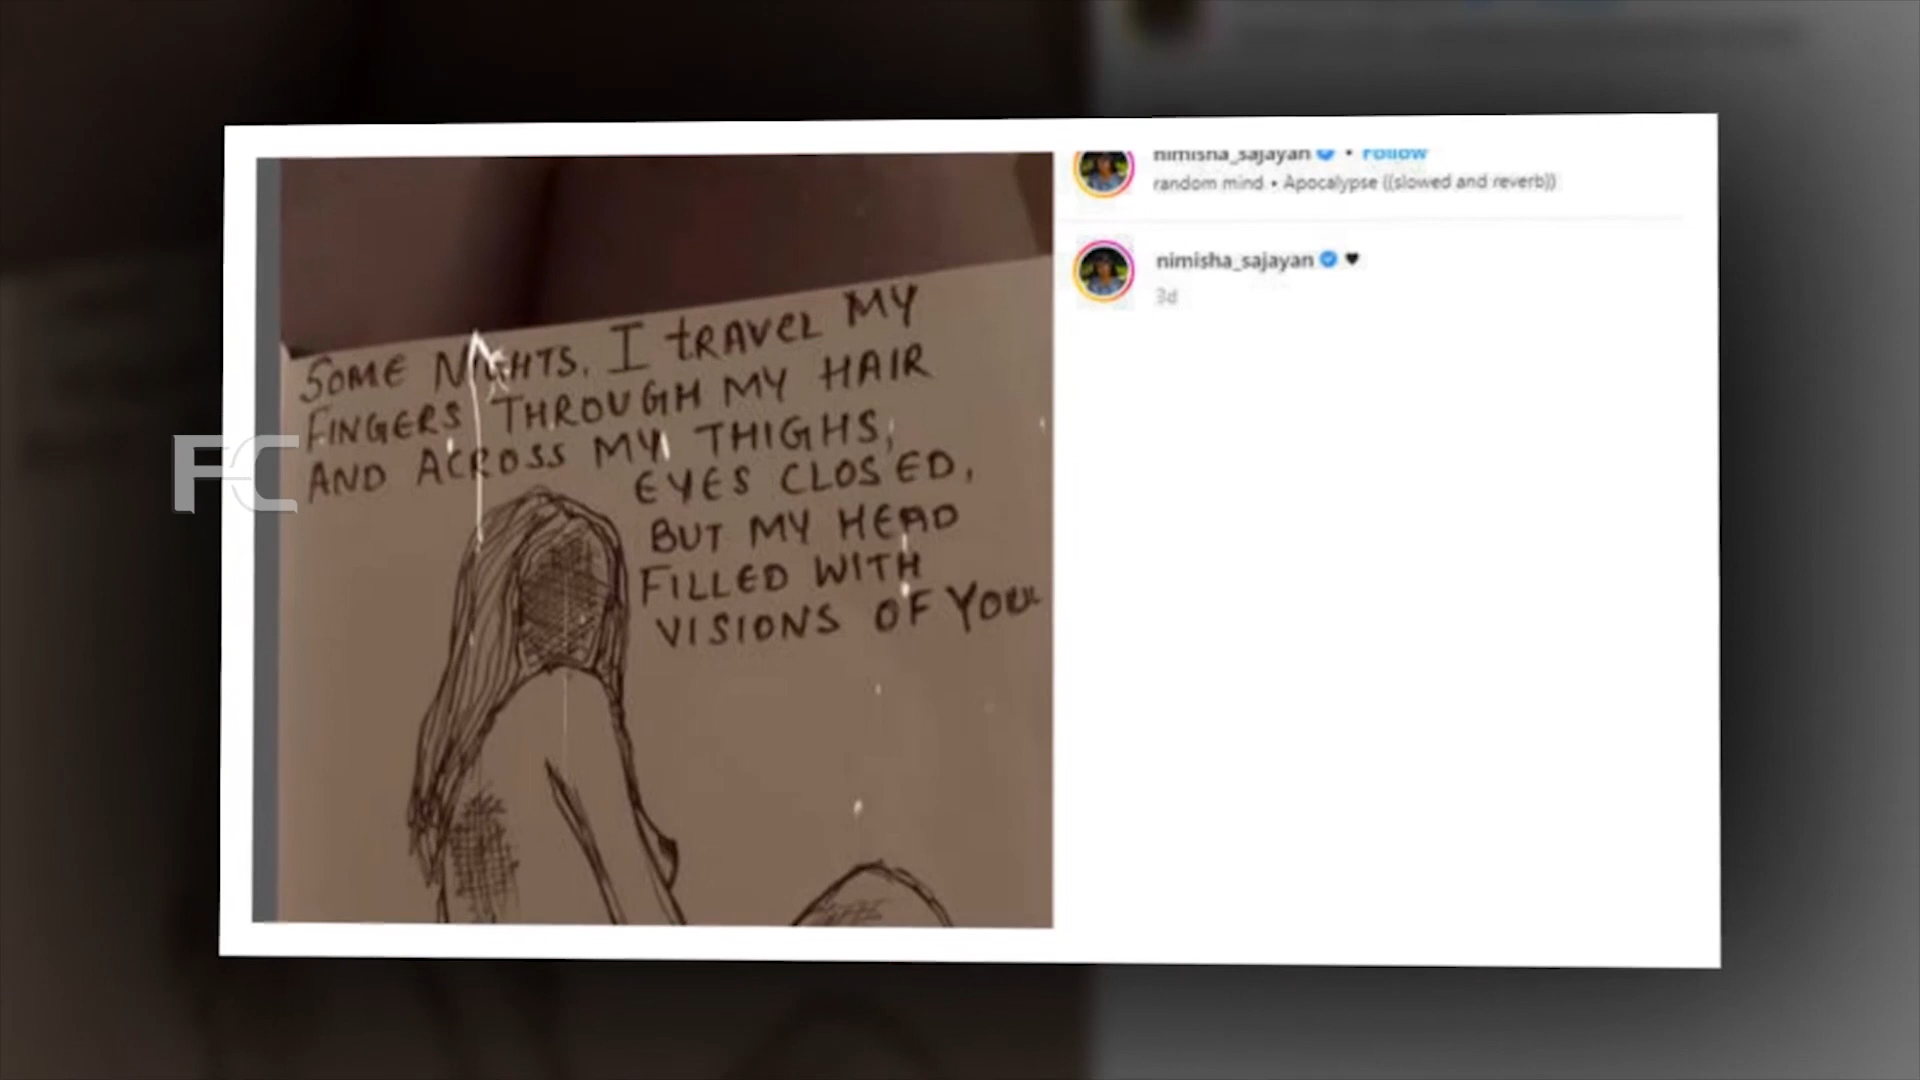 nimisha_sajayan • Follow
random mind • Apocalypse ((slowed and reverb))
nimisha_sajayan ♥
3d
SOME NIGHTS, I tRAVEL MY
FINGERS THROUGH MY HAIR
AND ACROSS MY THIGHS,
EYES CLOSED,
BUT MY HEAD
FILLED WITH
VISIONS OF YOU
FC